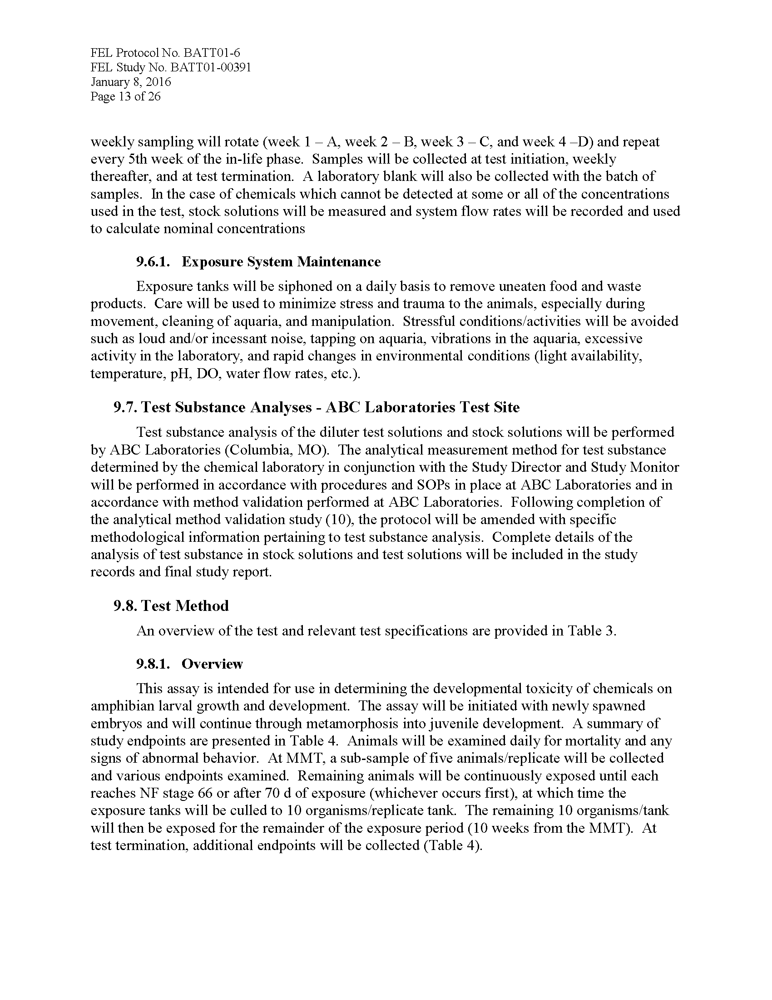 FEL Protocol No. BATT01-6
FEL Study No. BATT01-00391
January 8, 2016
Page 13 of 26
weekly sampling will rotate (week 1 – A, week 2 – B, week 3 – C, and week 4 –D) and repeat
every 5th week of the in-life phase.  Samples will be collected at test initiation, weekly
thereafter, and at test termination.  A laboratory blank will also be collected with the batch of
samples.  In the case of chemicals which cannot be detected at some or all of the concentrations
used in the test, stock solutions will be measured and system flow rates will be recorded and used
to calculate nominal concentrations
9.6.1.   Exposure System Maintenance
Exposure tanks will be siphoned on a daily basis to remove uneaten food and waste
products.  Care will be used to minimize stress and trauma to the animals, especially during
movement, cleaning of aquaria, and manipulation.  Stressful conditions/activities will be avoided
such as loud and/or incessant noise, tapping on aquaria, vibrations in the aquaria, excessive
activity in the laboratory, and rapid changes in environmental conditions (light availability,
temperature, pH, DO, water flow rates, etc.).
9.7. Test Substance Analyses - ABC Laboratories Test Site
Test substance analysis of the diluter test solutions and stock solutions will be performed
by ABC Laboratories (Columbia, MO).  The analytical measurement method for test substance
determined by the chemical laboratory in conjunction with the Study Director and Study Monitor
will be performed in accordance with procedures and SOPs in place at ABC Laboratories and in
accordance with method validation performed at ABC Laboratories.  Following completion of
the analytical method validation study (10), the protocol will be amended with specific
methodological information pertaining to test substance analysis.  Complete details of the
analysis of test substance in stock solutions and test solutions will be included in the study
records and final study report.
9.8. Test Method
An overview of the test and relevant test specifications are provided in Table 3.
9.8.1.   Overview
This assay is intended for use in determining the developmental toxicity of chemicals on
amphibian larval growth and development.  The assay will be initiated with newly spawned
embryos and will continue through metamorphosis into juvenile development.  A summary of
study endpoints are presented in Table 4.  Animals will be examined daily for mortality and any
signs of abnormal behavior.  At MMT, a sub-sample of five animals/replicate will be collected
and various endpoints examined.  Remaining animals will be continuously exposed until each
reaches NF stage 66 or after 70 d of exposure (whichever occurs first), at which time the
exposure tanks will be culled to 10 organisms/replicate tank.  The remaining 10 organisms/tank
will then be exposed for the remainder of the exposure period (10 weeks from the MMT).  At
test termination, additional endpoints will be collected (Table 4).